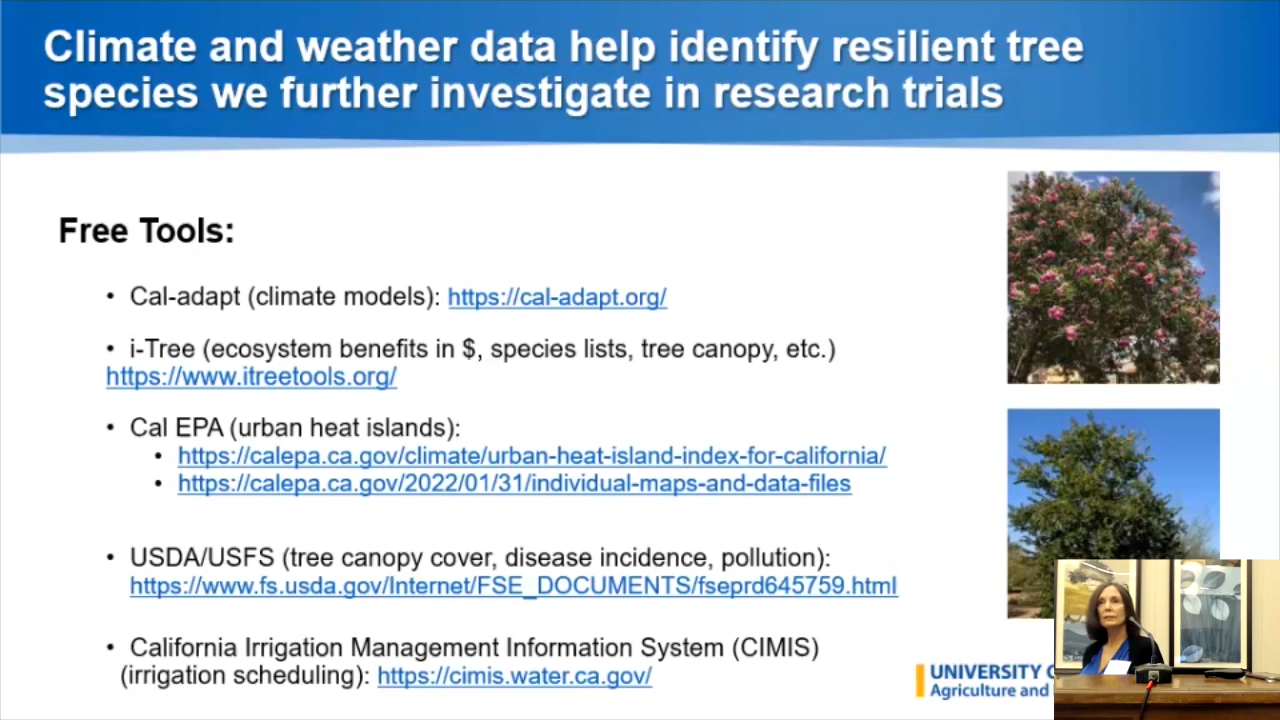 Climate and weather data help identify resilient tree
species we further investigate in research trials
Free Tools:
• Cal-adapt (climate models): https://cal-adapt.org/
• i-Tree (ecosystem benefits in $, species lists, tree canopy, etc.)
https://www.itreetools.org/
• Cal EPA (urban heat islands):
• https://calepa.ca.gov/climate/urban-heat-island-index-for-california/
• https://calepa.ca.gov/2022/01/31/individual-maps-and-data-files
• USDA/USFS (tree canopy cover, disease incidence, pollution):
https://www.fs.usda.gov/Internet/FSE_DOCUMENTS/fseprd645759.html
• California Irrigation Management Information System (CIMIS)
(irrigation scheduling): https://cimis.water.ca.gov/
UNIVERSITY
Agriculture and